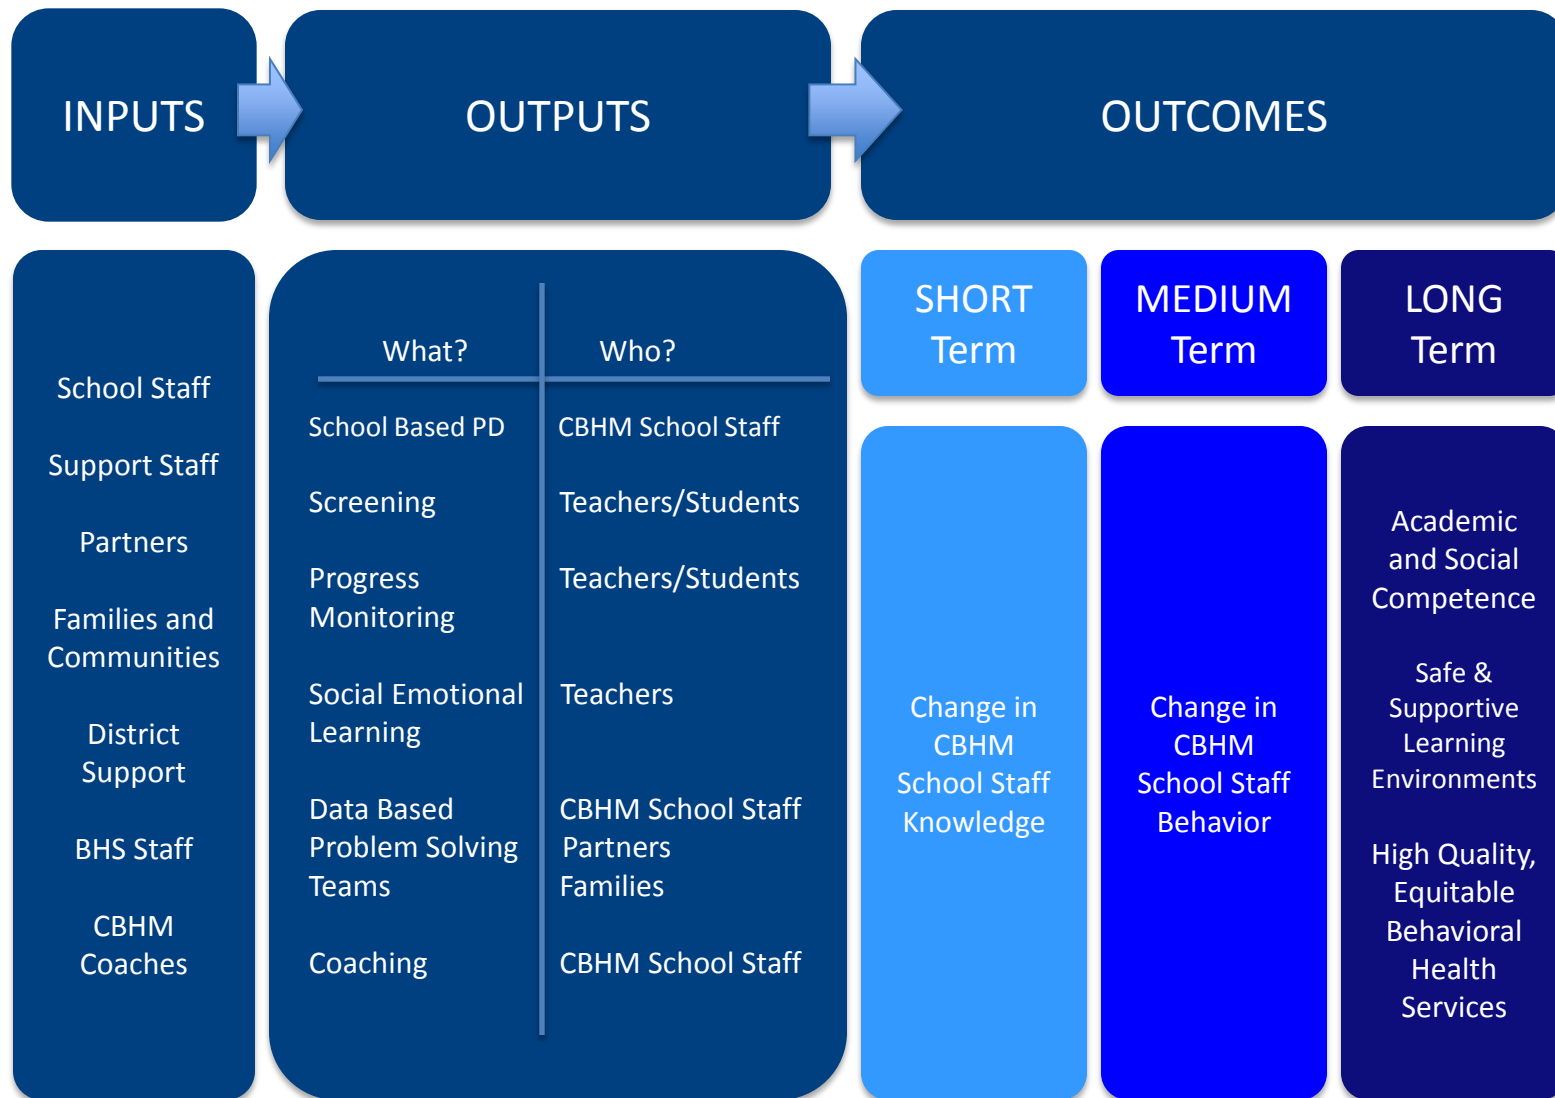 INPUTS
OUTPUTS
OUTCOMES
School Staff
Support Staff
Partners
Families and
Communities
District
Support
BHS Staff
CBHM
Coaches
What? Who?
School Based PD CBHM School Staff
Screening Teachers/Students
Progress Teachers/Students
Monitoring
Social Emotional Teachers
Learning
Data Based CBHM School Staff
Problem Solving Partners
Teams Families
Coaching CBHM School Staff
SHORT
Term
Change in
CBHM
School Staff
Knowledge
MEDIUM
Term
Change in
CBHM
School Staff
Behavior
LONG
Term
Academic
and Social
Competence
Safe &
Supportive
Learning
Environments
High Quality,
Equitable
Behavioral
Health
Services